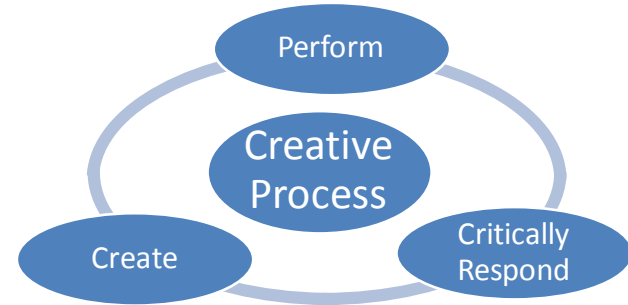 Perform
Creative
Process
Create
Critically
Respond